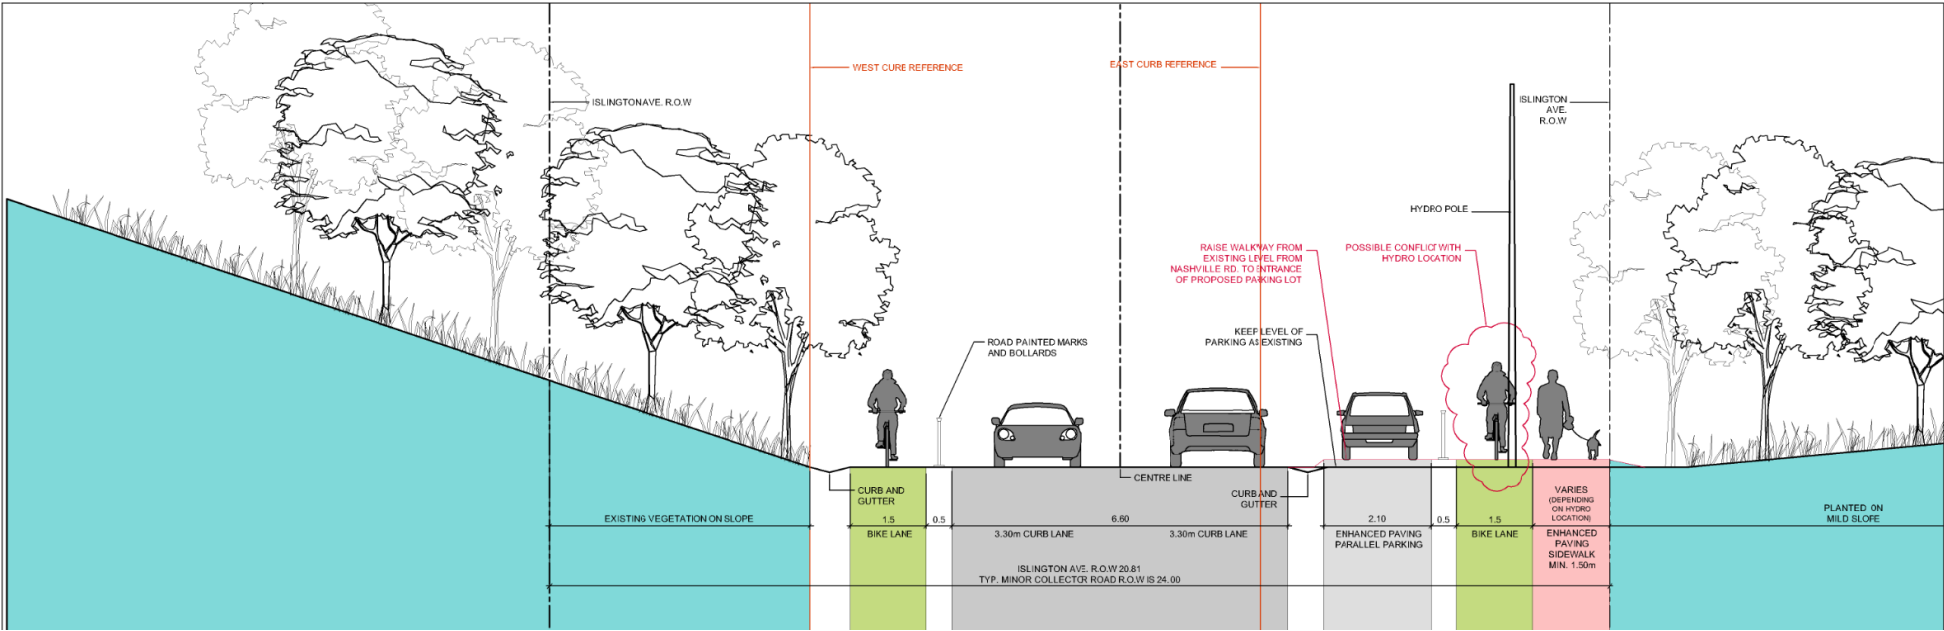 WEST CURB REFERENCE
EAST CURB REFERENCE
ISLINGTON AVE. R.O.W
ISLINGTON
AVE.
R.O.W
HYDRO POLE
RAISE WALKWAY FROM
EXISTING LEVEL FROM
NASHVILLE RD. TO ENTRANCE
OF PROPOSED PARKING LOT
POSSIBLE CONFLICT WITH
HYDRO LOCATION
KEEP LEVEL OF
PARKING AS EXISTING
ROAD PAINTED MARKS
AND BOLLARDS
CENTRE LINE
CURB AND
GUTTER
CURB AND
GUTTER
VARIES
(DEPENDING
ON HYDRO
LOCATION)
PLANTED ON
MILD SLOPE
EXISTING VEGETATION ON SLOPE
1.5
0.5
6.60
2.10
0.5
1.5
BIKE LANE
3.30m CURB LANE
3.30m CURB LANE
ENHANCED PAVING
PARALLEL PARKING
BIKE LANE
ENHANCED
PAVING
SIDEWALK
MIN. 1.50m
ISLINGTON AVE. R.O.W 20.81
TYP. MINOR COLLECTOR ROAD R.O.W IS 24.00